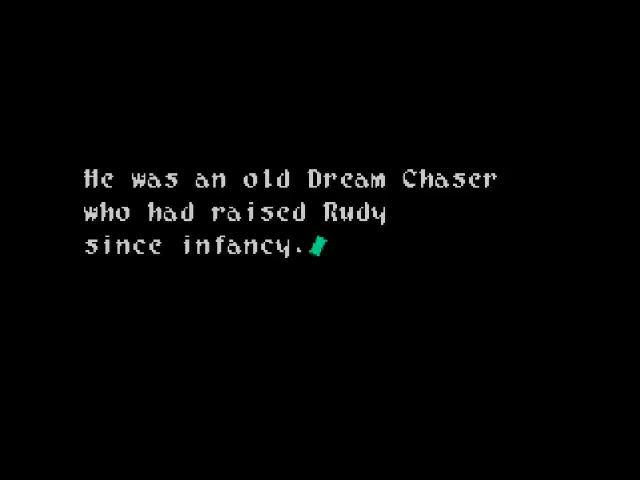 He was an old Dream Chaser
who had raised Rudy
since infancy.